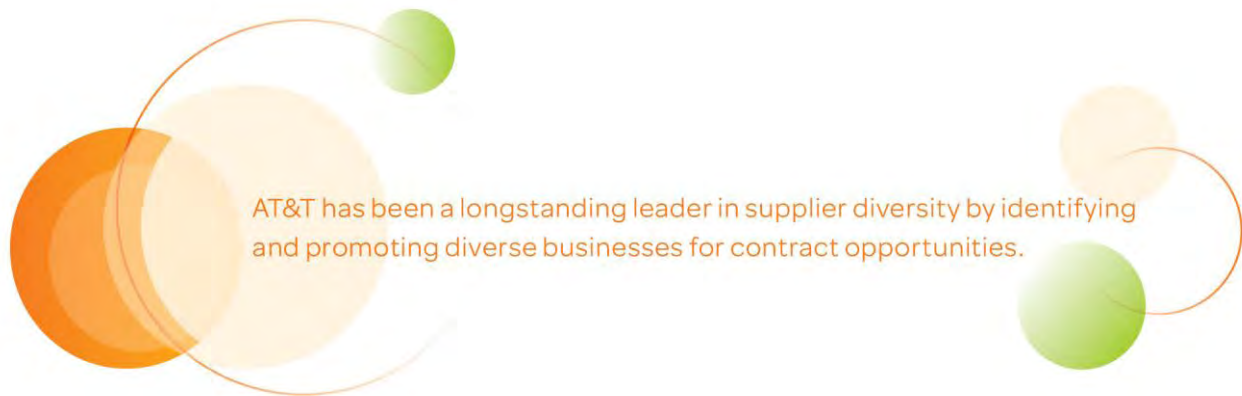 AT&T has been a longstanding leader in supplier diversity by identifying
and promoting diverse businesses for contract opportunities.